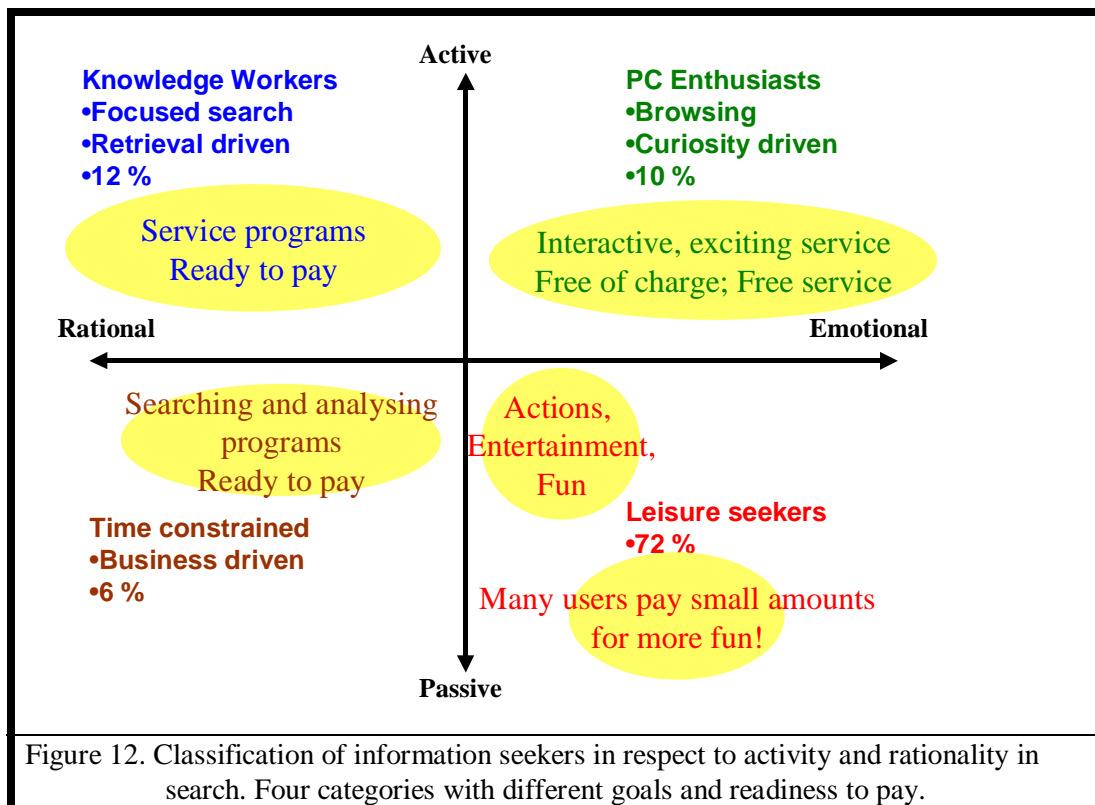 Active
Knowledge Workers
•Focused search
•Retrieval driven
•12 %
PC Enthusiasts
•Browsing
•Curiosity driven
•10 %
Service programs
Ready to pay
Interactive, exciting service
Free of charge; Free service
Rational
Emotional
Searching and analysing
programs
Ready to pay
Actions,
Entertainment,
Fun
Time constrained
•Business driven
•6 %
Leisure seekers
•72 %
Many users pay small amounts
for more fun!
Passive
Figure 12. Classification of information seekers in respect to activity and rationality in
search. Four categories with different goals and readiness to pay.